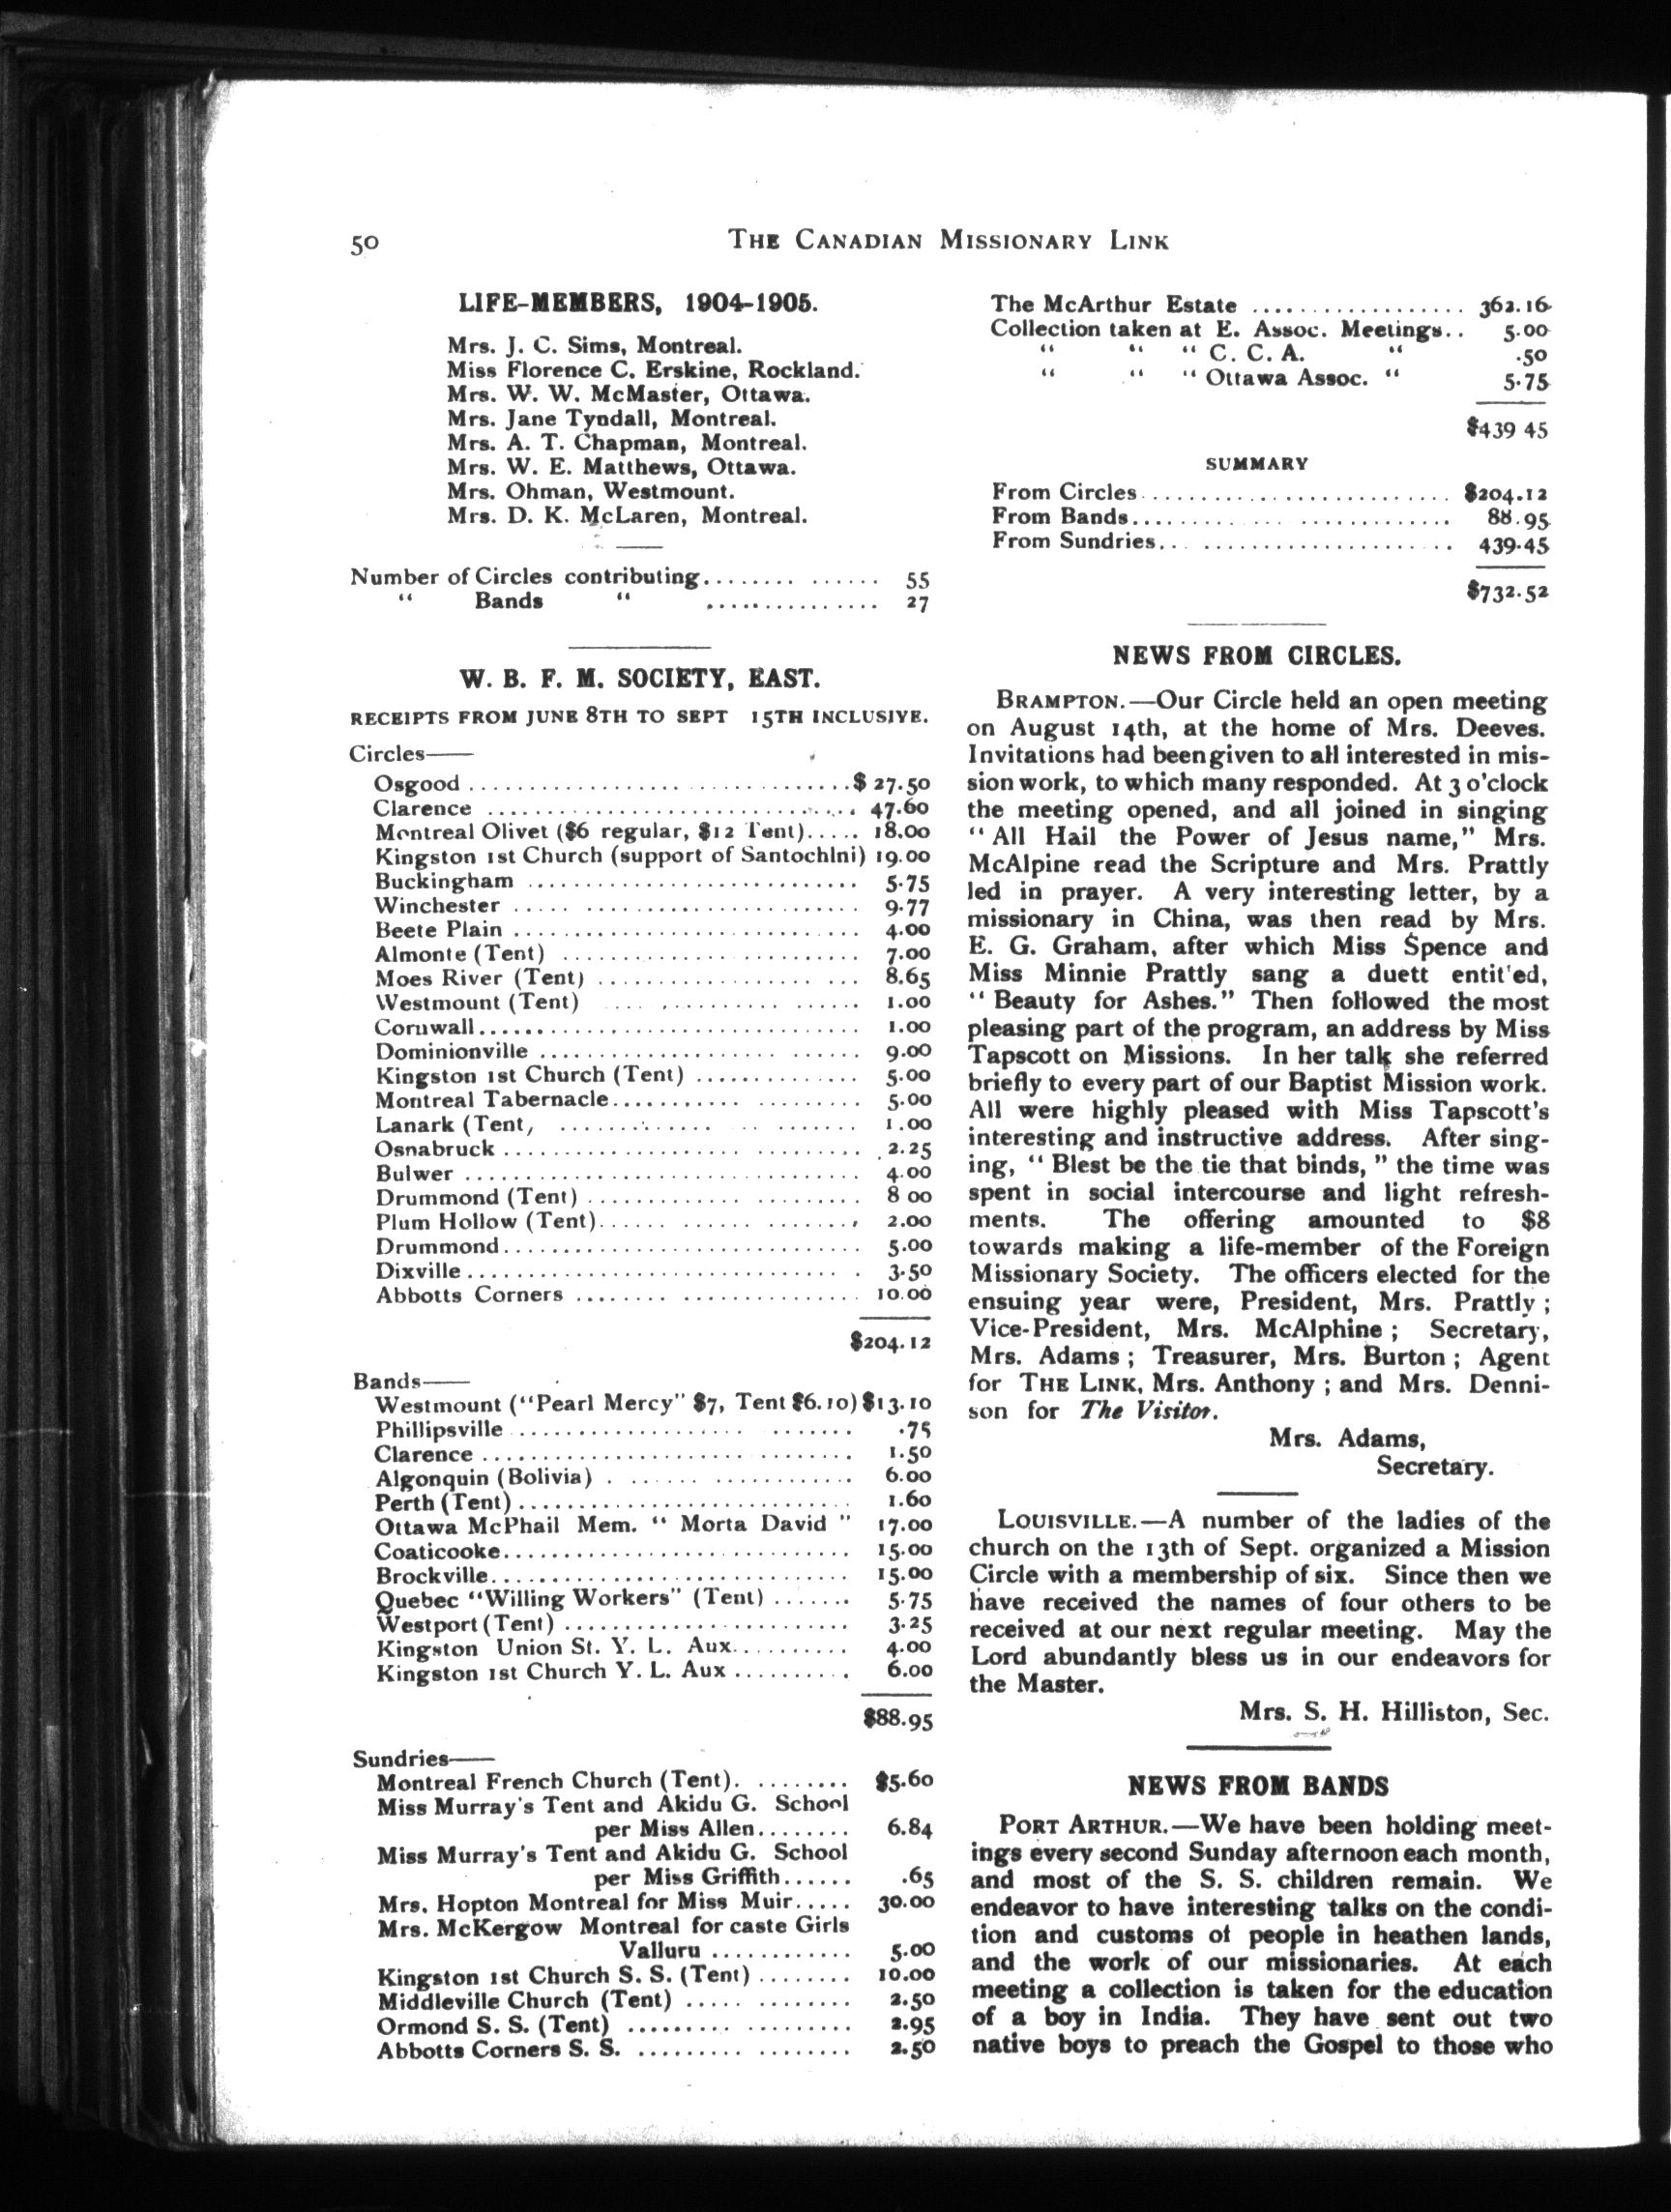 50
THE CANADIAN MISSIONARY LINK
LIFE-MEMBERS, 1904-1905.
Mrs. J. C. Sims, Montreal.
Miss Florence C. Erskine, Rockland.
Mrs. W. W. McMaster, Ottawa.
Mrs. Jane Tyndall, Montreal.
Mrs. A. T. Chapman, Montreal.
Mrs. W. E. Matthews, Ottawa.
Mrs. Ohman, Westmount.
Mrs. D. K. McLaren, Montreal.
Number of Circles contributing........ ...... 55
“ Bands “ ............... 27
W. B. F. M. SOCIETY, EAST.
RECEIPTS FROM JUNE 8TH TO SEPT 15TH INCLUSIVE.
Circles——
Osgood ................................$ 27.50
Clarence ............................... 47.60
Montreal Olivet ($6 regular, $12 Tent)..... 18.00
Kingston 1st Church (support of Santochini) 19.00
Buckingham ............................ 5.75
Winchester ..... ....................... 9.77
Beete Plain .............................. 4.00
Almonte (Tent) ......................... 7.00
Moes River (Tent) .................. .. ... 8.65
Westmount (Tent) .... ............ ...... 1.00
Cornwall................................ 1.00
Dominionville .................... ...... 9.00
Kingston 1st Church (Tent) .............. 5.00
Montreal Tabernacle........... ......... 5.00
Lanark (Tent, ............. .. ....... 1.00
Osnabruck .................... ......... 2.25
Bulwer .................................. 4.00
Drummond (Tent) ............. ......... 8 00
Plum Hollow (Tent)...... ...... ........ 2.00
Drummond.............................. 5.00
Dixville................................. 3.50
Abbotts Corners ........ ............... 10.00
$204.12
Bands——
Westmount (“Pearl Mercy” $7, Tent $6.10) $13.10
Phillipsville .................... ....... .75
Clarence ........................ ........ 1.50
Algonquin (Bolivia) . ...... ............ 6.00
Perth (Tent)............................ 1.60
Ottawa McPhail Mem. “ Morta David ” 17.00
Coaticooke.............................. 15.00
Brockville............................... 15.00
Quebec “Willing Workers” (Tent) ....... 5.75
Westport (Tent) ........................ 3.25
Kingston Union St. Y. L. Aux.......... 4.00
Kingston 1st Church Y. L. Aux .......... 6.00
$88.95
Sundries——
Montreal French Church (Tent). ........ $5.60
Miss Murray's Tent and Akidu G. School
per Miss Allen........ 6.84
Miss Murray's Tent and Akidu G. School
per Miss Griffith...... .65
Mrs. Hopton Montreal for Miss Muir..... 30.00
Mrs. McKergow Montreal for caste Girls
Valluru ............ 5.00
Kingston 1st Church S. S. (Tent) ........ 10.00
Middleville Church (Tent) ..... ........ 2.50
Ormond S. S. (Tent) ......... ......... 2.95
Abbotts Corners S. S. ......... ........ 2.50
The McArthur Estate .................. 362.16
Collection taken at E. Assoc. Meetings.. 5.00
“ “ “ C. C. A. “ .50
“ “ “ Ottawa Assoc. “ 5.75
$439 45
SUMMARY
From Circles.......................... $204.12
From Bands.......... .. ............. 88.95
From Sundries... ..................... 439.45
$732.52
NEWS FROM CIRCLES.
BRAMPTON.—Our Circle held an open meeting
on August 14th, at the home of Mrs. Deeves.
Invitations had been given to all interested in mis-
sion work, to which many responded. At 3 o'clock
the meeting opened, and all joined in singing
“All Hail the Power of Jesus name,” Mrs.
McAlpine read the Scripture and Mrs. Prattly
led in prayer. A very interesting letter, by a
missionary in China, was then read by Mrs.
E. G. Graham, after which Miss Spence and
Miss Minnie Prattly sang a duett entit'ed,
“Beauty for Ashes.” Then followed the most
pleasing part of the program, an address by Miss
Tapscott on Missions. In her talk she referred
briefly to every part of our Baptist Mission work.
All were highly pleased with Miss Tapscott's
interesting and instructive address. After sing-
ing, “ Blest be the tie that binds, ” the time was
spent in social intercourse and light refresh-
ments. The offering amounted to $8
towards making a life-member of the Foreign
Missionary Society. The officers elected for the
ensuing year were, President, Mrs. Prattly ;
Vice-President, Mrs. McAlphine ; Secretary,
Mrs. Adams ; Treasurer, Mrs. Burton ; Agent
for THE LINK, Mrs. Anthony ; and Mrs. Denni-
son for The Visitor.
Mrs. Adams,
Secretary.
LOUISVILLE.—A number of the ladies of the
church on the 13th of Sept. organized a Mission
Circle with a membership of six. Since then we
have received the names of four others to be
received at our next regular meeting. May the
Lord abundantly bless us in our endeavors for
the Master.
Mrs. S. H. Hilliston, Sec.
NEWS FROM BANDS
PORT ARTHUR.—We have been holding meet-
ings every second Sunday afternoon each month,
and most of the S. S. children remain. We
endeavor to have interesting talks on the condi-
tion and customs of people in heathen lands,
and the work of our missionaries. At each
meeting a collection is taken for the education
of a boy in India. They have sent out two
native boys to preach the Gospel to those who